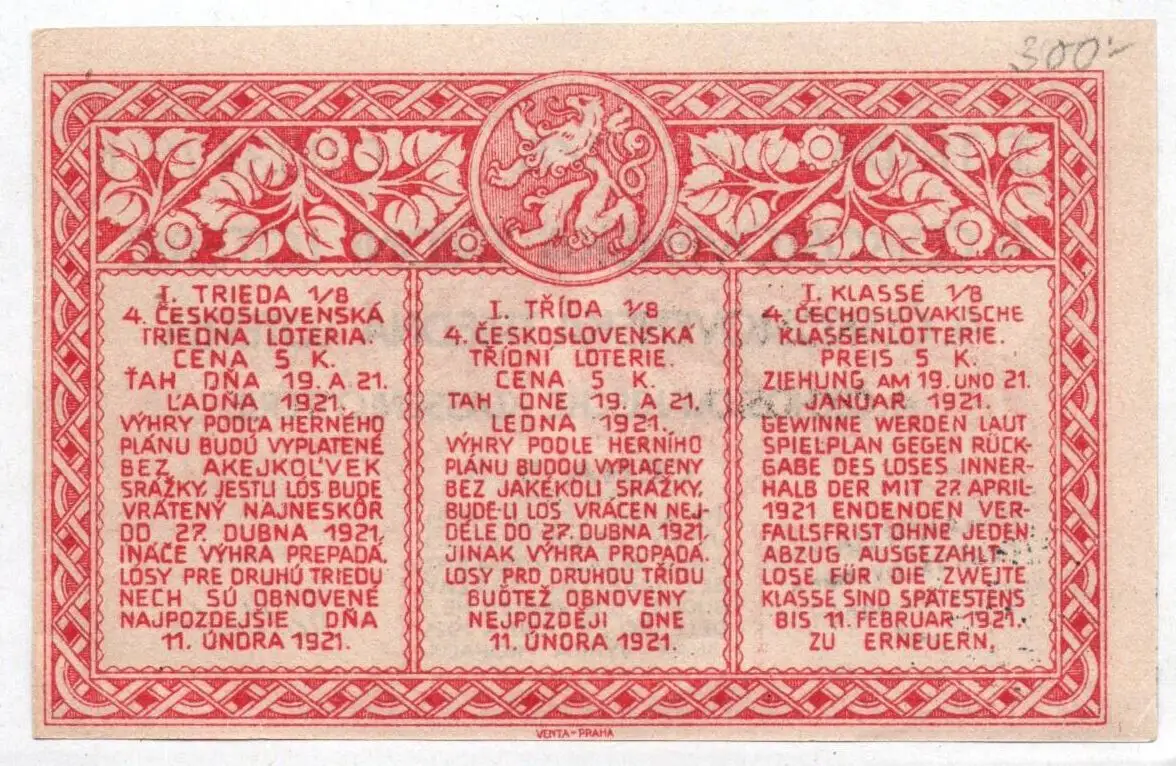 300.-
I. TRIEDA 1/8
4. ČESKOSLOVENSKÁ
TRIEDNA LOTERIA.
CENA 5 K.
ŤAH DŇA 19. A 21.
ĽADŇA 1921.
VÝHRY PODĽA HERNÉHO
PLÁNU BUDÚ VYPLATENÉ
BEZ AKEJKOĽVEK
SRÁŽKY, JESTLI LÓS BUDE
VRÁTENÝ NAJNESKÔR
DO 27. DUBNA 1921,
INÁČE VÝHRA PREPADÁ.
LÓSY PRE DRUHÚ TRIEDU
NECH SÚ OBNOVENÉ
NAJPOZDEJŠIE DŇA
11. ÚNORA 1921.
I. TŘÍDA 1/8
4. ČESKOSLOVENSKÁ
TŘÍDNÍ LOTERIE.
CENA 5 K.
TAH DNE 19. A 21.
LEDNA 1921.
VÝHRY PODLE HERNÍHO
PLÁNU BUDOU VYPLACENY
BEZ JAKÉKOLI SRÁŽKY,
BUDE-LI LOS VRÁCEN NEJ-
DÉLE DO 27. DUBNA 1921,
JINAK VÝHRA PROPADÁ.
LOSY PRO DRUHOU TŘÍDU
BUĎTEŽ OBNOVENY
NEJPOZDĚJI DNE
11. ÚNORA 1921.
I. KLASSE 1/8
4. ČECHOSLOVAKISCHE
KLASSENLOTTERIE.
PREIS 5 K.
ZIEHUNG AM 19. UND 21.
JANUAR 1921.
GEWINNE WERDEN LAUT
SPIELPLAN GEGEN RÜCK-
GABE DES LOSES INNER-
HALB DER MIT 27. APRIL
1921 ENDENDEN VER-
FALLSFRIST OHNE JEDEN
ABZUG AUSGEZAHLT.
LOSE FÜR DIE ZWEITE
KLASSE SIND SPÄTESTENS
BIS 11. FEBRUAR 1921.
ZU ERNEUERN.
VENTA-PRAHA